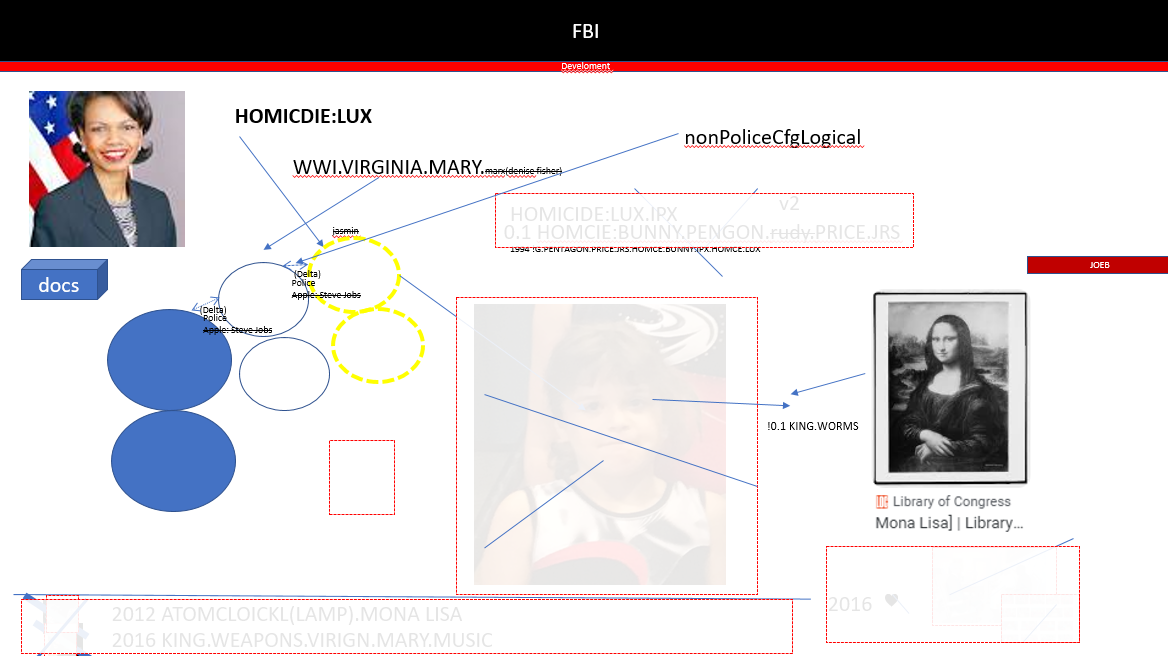 FBI
Develoment
HOMICDIE:LUX
nonPoliceCfgLogical
WWI.VIRGINIA.MARY.marx(denise fisher)
v2
HOMICIDE:LUX.IPX
0.1 HOMCIE:BUNNY.PENGON.rudy.PRICE.JRS
1994 !G.PENTAGON.PRICE.JRS:HOMCE:BUNNY.IPX.HOMCE:LUX
jasmin
JOEB
(Delta)
Police
Apple: Steve Jobs
docs
(Delta)
Police
Apple: Steve Jobs
!0.1 KING.WORMS
Library of Congress
Mona Lisa] | Library...
2012 ATOMCLOICKL(LAMP).MONA LISA
2016 KING.WEAPONS.VIRIGN.MARY.MUSIC
2016